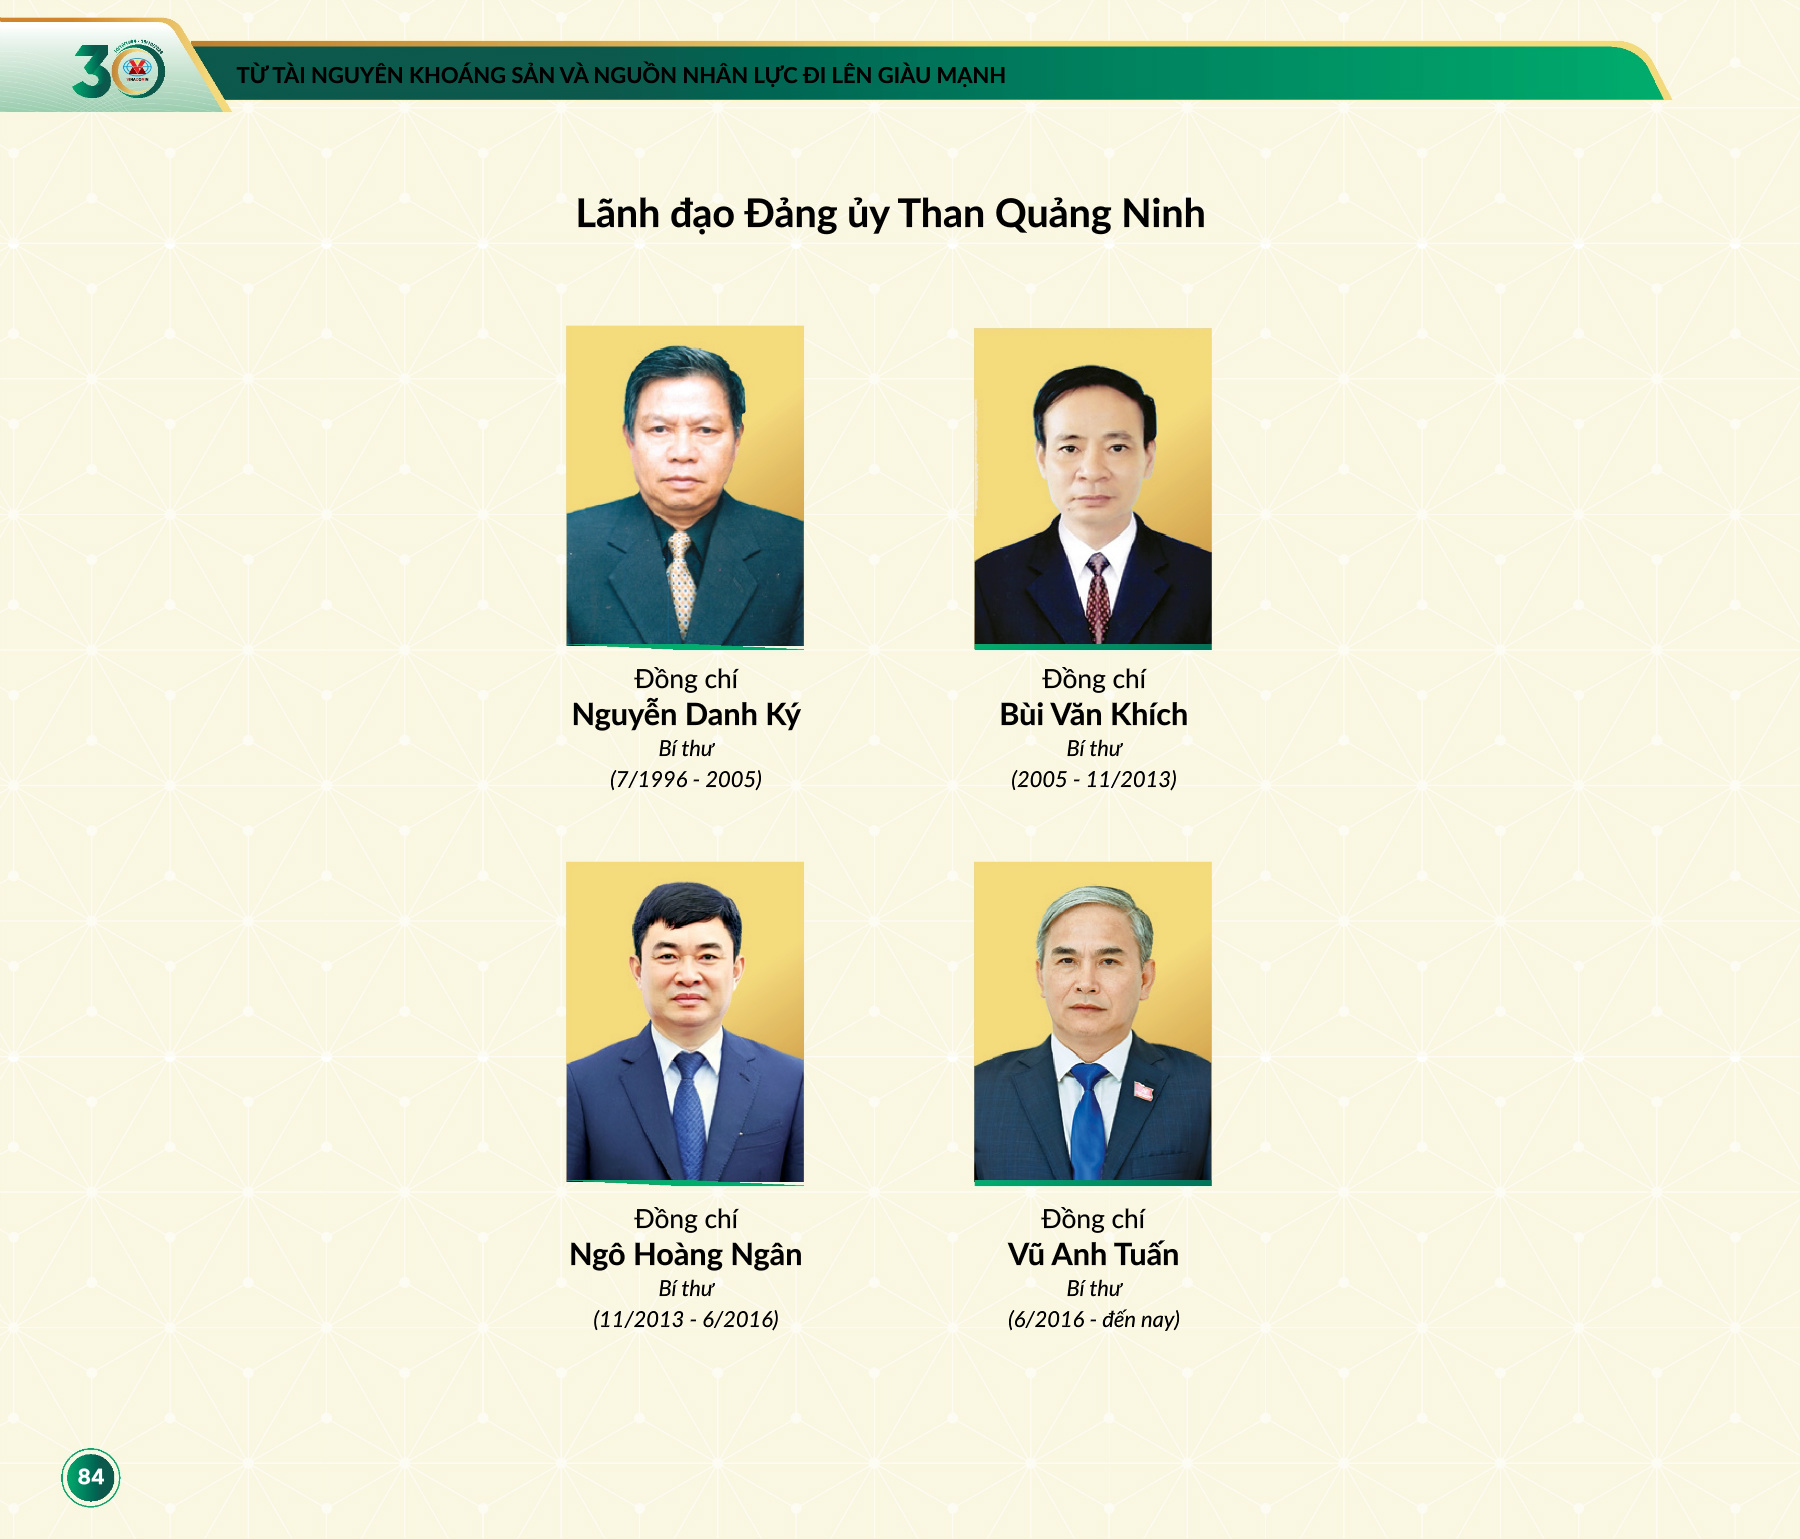 30
VINACOMIN
TỪ TÀI NGUYÊN KHOÁNG SẢN VÀ NGUỒN NHÂN LỰC ĐI LÊN GIÀU MẠNH
Lãnh đạo Đảng ủy Than Quảng Ninh
Đồng chí
Nguyễn Danh Ký
Bí thư
(7/1996 - 2005)
Đồng chí
Bùi Văn Khích
Bí thư
(2005 - 11/2013)
Đồng chí
Ngô Hoàng Ngân
Bí thư
(11/2013 - 6/2016)
Đồng chí
Vũ Anh Tuấn
Bí thư
(6/2016 - đến nay)
84